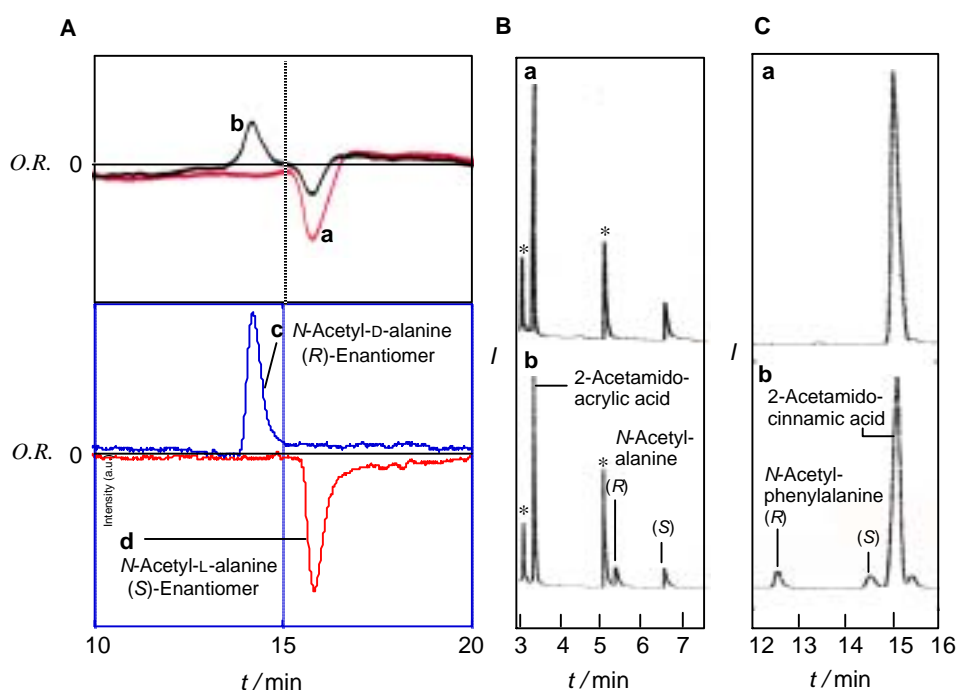 A
b
O.R. 0
a
c N-Acetyl-D-alanine
(R)-Enantiomer
O.R. 0
Intensity (a.u
d
N-Acetyl-L-alanine
(S)-Enantiomer
10 15 20
t / min
B
a
*
*
I
b
2-Acetamido-
acrylic acid
N-Acetyl-
alanine
*
(R)
*
(S)
3 4 5 6 7
t / min
C
a
I
b
2-Acetamido-
cinnamic acid
N-Acetyl-
phenylalanine
(R)
(S)
12 13 14 15 16
t / min